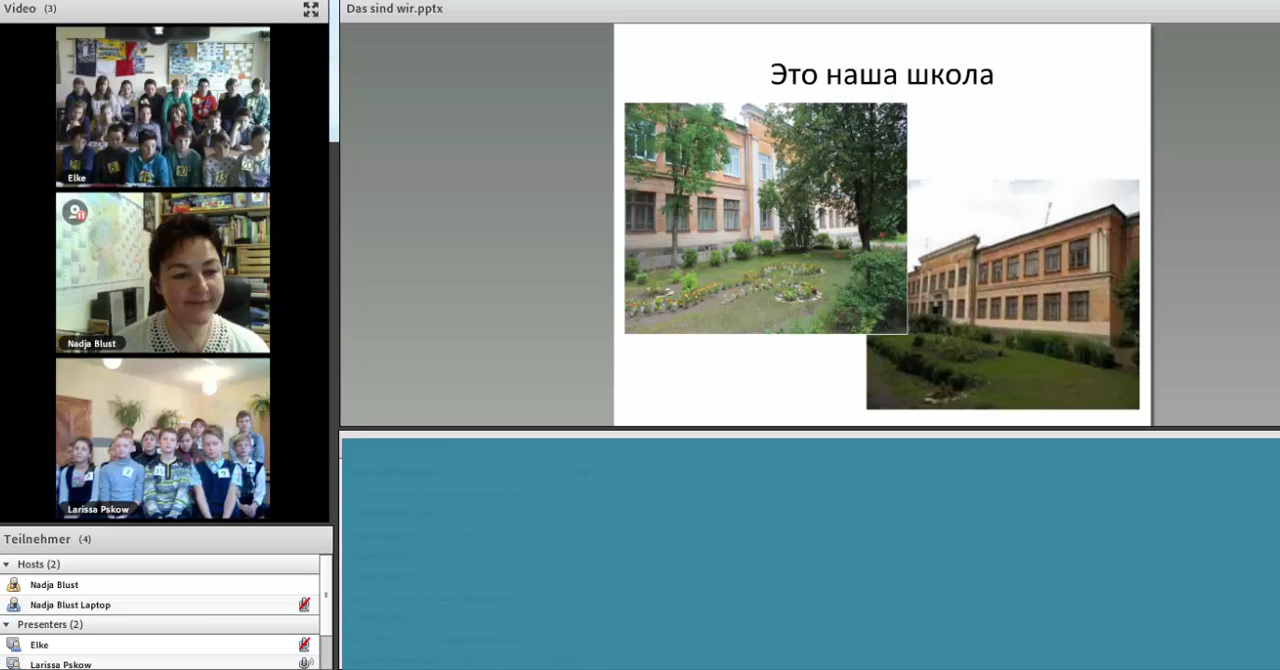 Video (3)
Das sind wir.pptx
Это наша школа
Elke
Nadja Blust
Larissa Pskow
Teilnehmer (4)
Hosts (2)
Nadja Blust
Nadja Blust Laptop
Presenters (2)
Elke
Larissa Pskow